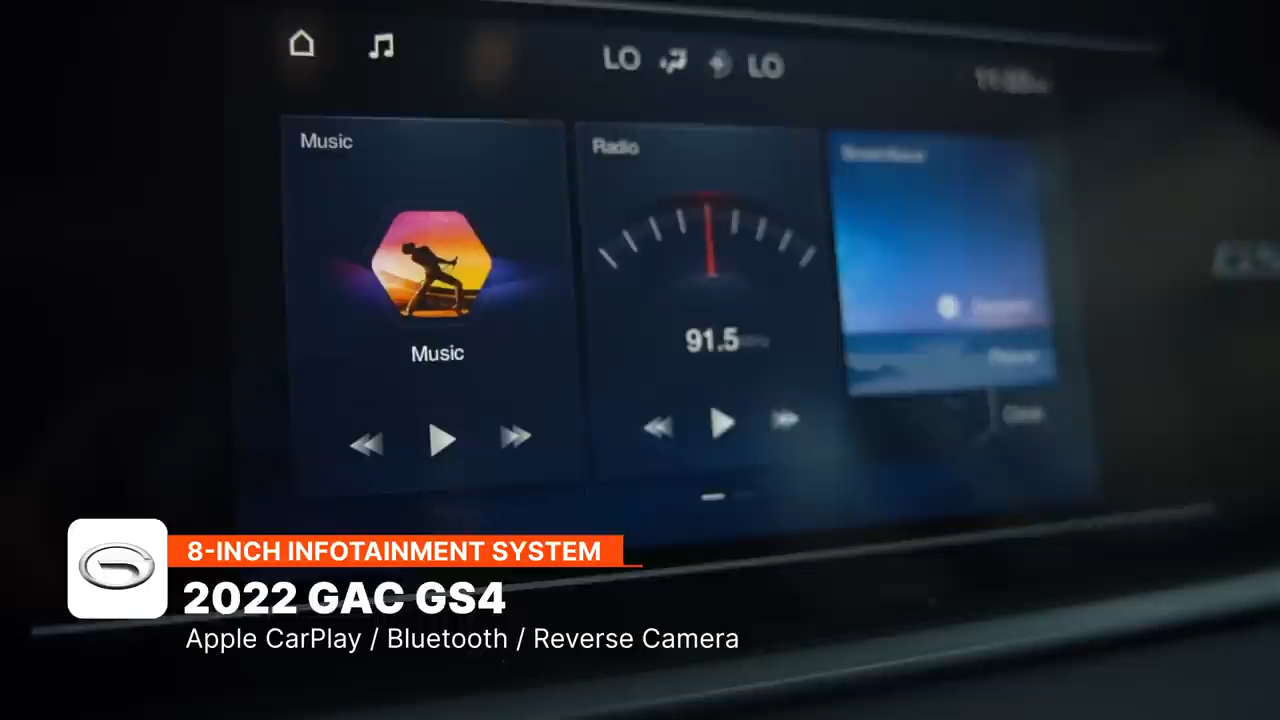 LO LO
Music
Radio
Music
91.5
8-INCH INFOTAINMENT SYSTEM
2022 GAC GS4
Apple CarPlay / Bluetooth / Reverse Camera